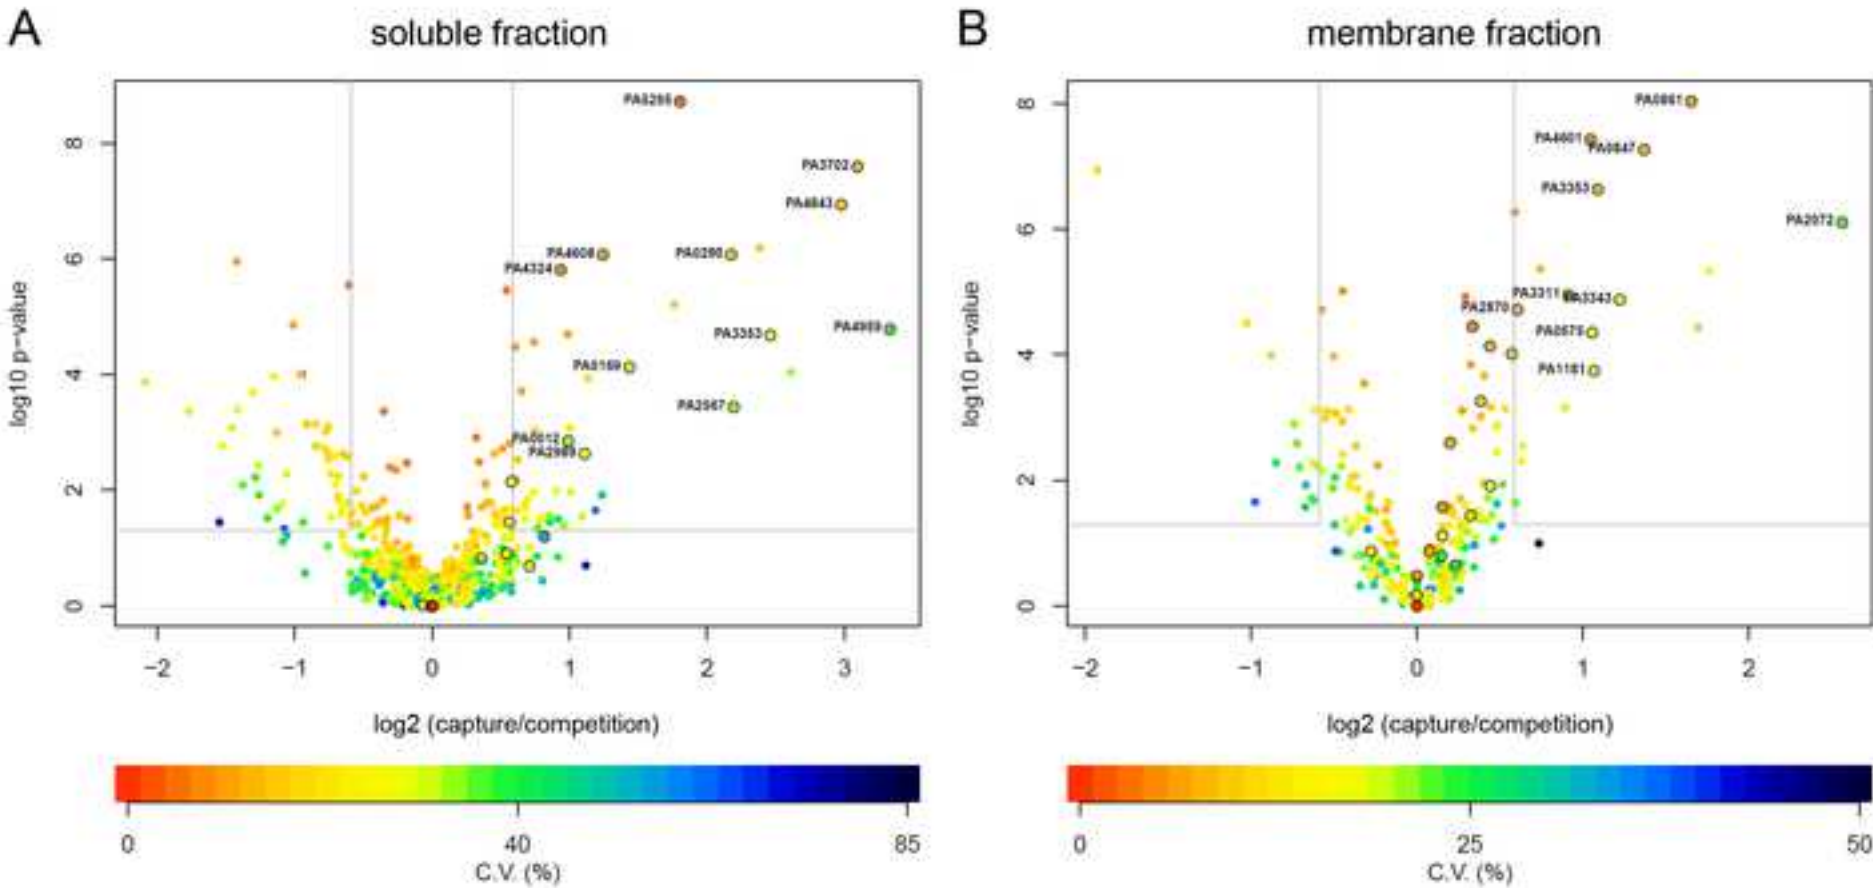 A
soluble fraction
PA5295
PA3702
PA4843
PA4608
PA0290
PA4324
PA3353
PA4959
PA0169
PA2567
PA0012
PA2989
8
6
4
2
0
−2
−1
0
1
2
3
log10 p−value
log2 (capture/competition)
0
40
85
C.V. (%)
B
membrane fraction
PA0861
PA4601
PA0847
PA3353
PA2072
PA3311
PA3343
PA2870
PA0575
PA1181
8
6
4
2
0
−2
−1
0
1
2
log10 p−value
log2 (capture/competition)
0
25
50
C.V. (%)